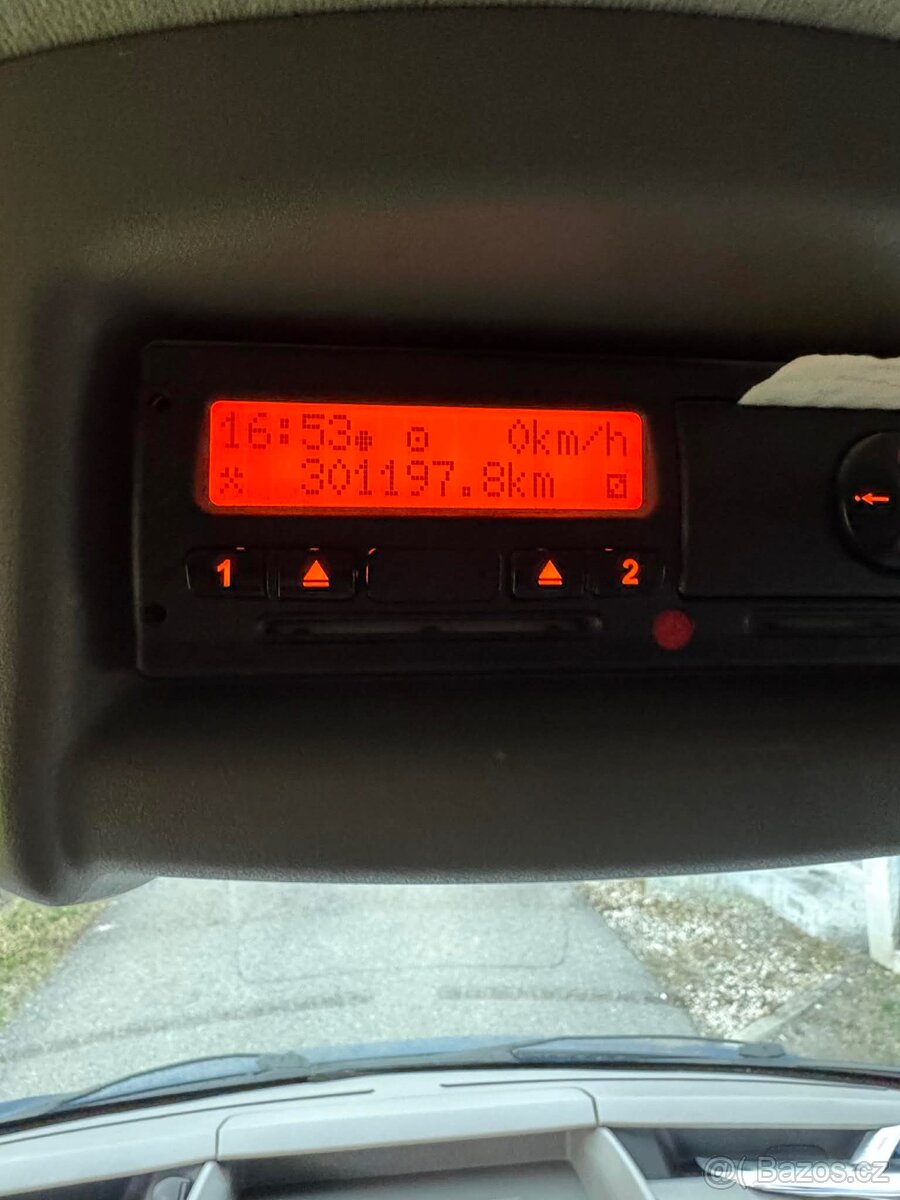 16:53 0km/h
301197.8km
1 2
@( Bazos.cz